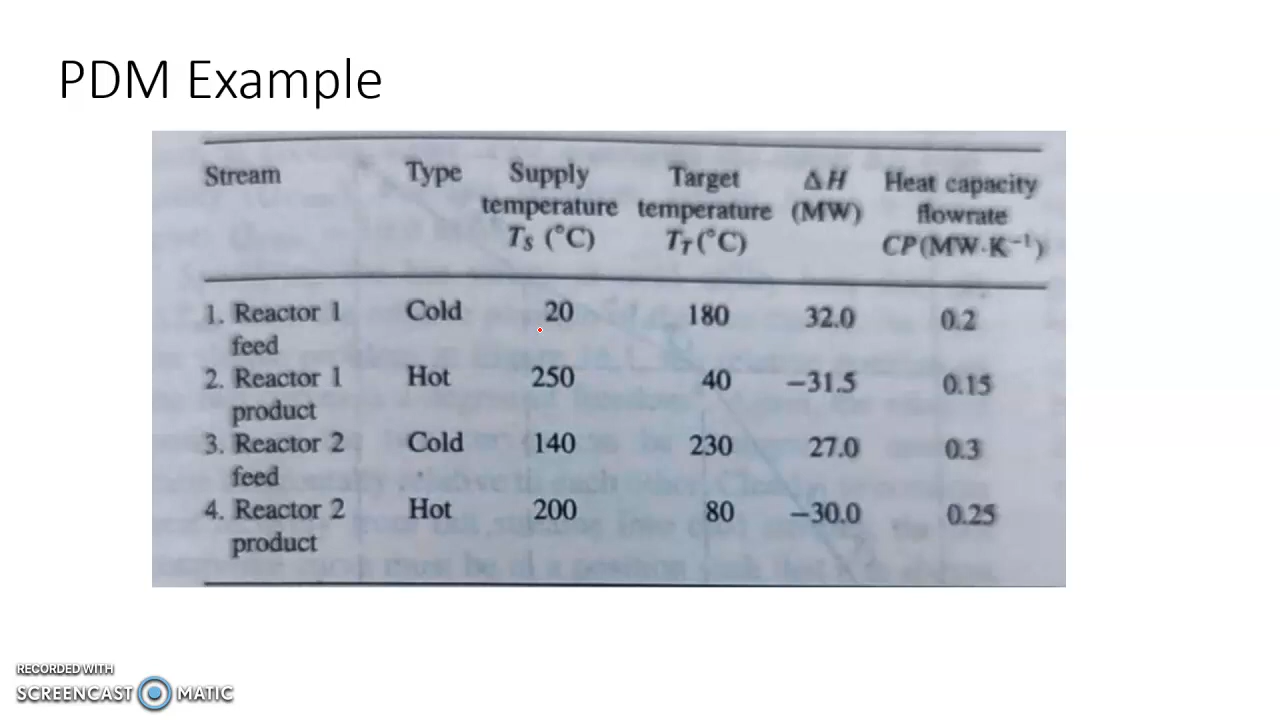 PDM Example
Stream Type Supply Target ΔH Heat capacity
temperature temperature (MW) flowrate
T_S (°C) T_T (°C) CP(MW·K⁻¹)
1. Reactor 1 Cold 20 180 32.0 0.2
feed
2. Reactor 1 Hot 250 40 −31.5 0.15
product
3. Reactor 2 Cold 140 230 27.0 0.3
feed
4. Reactor 2 Hot 200 80 −30.0 0.25
product
RECORDED WITH
SCREENCAST MATIC